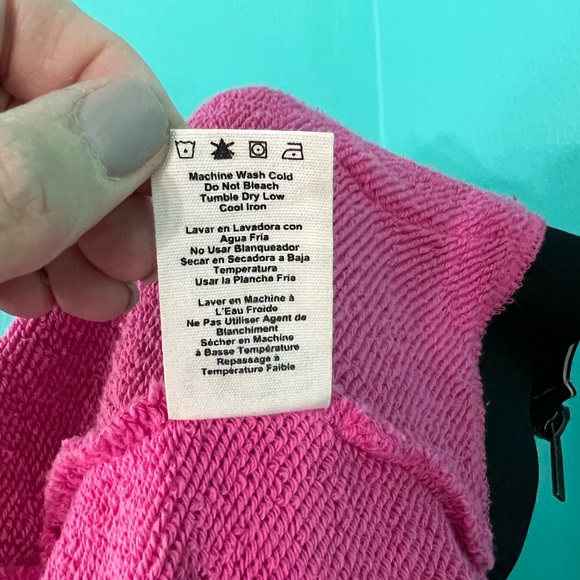 Machine Wash Cold
Do Not Bleach
Tumble Dry Low
Cool Iron
Lavar en Lavadora con
Agua Fria
No Usar Blanqueador
Secar en Secadora a Baja
Temperatura
Usar la Plancha Fria
Laver en Machine à
L'Eau Froide
Ne Pas Utiliser Agent de
Blanchiment
Sécher en Machine
à Basse Température
Repassage à
Température Faible